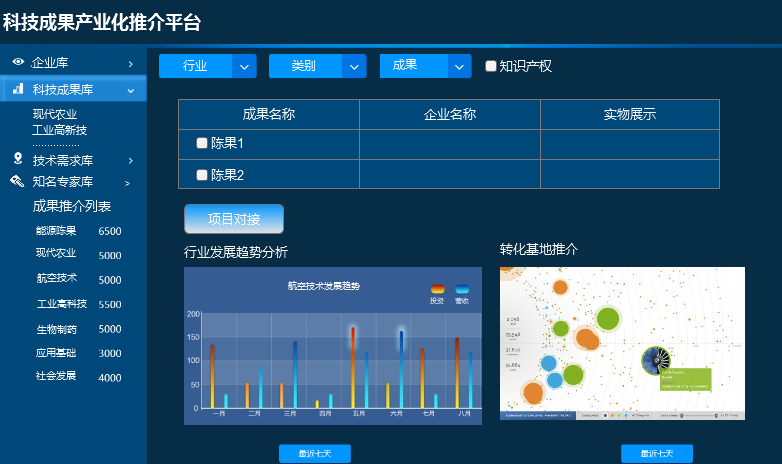 科技成果产业化推介平台
企业库
科技成果库
现代农业
工业高新技
技术需求库
知名专家库
成果推介列表
能源陈果 6500
现代农业 5000
航空技术 5000
工业高科技 5500
生物制药 5000
应用基础 3000
社会发展 4000
行业 类别 成果 知识产权
成果名称 企业名称 实物展示
陈果1
陈果2
项目对接
行业发展趋势分析
航空技术发展趋势
投资 营收
200
150
100
50
0
一月 二月 三月 四月 五月 六月 七月 八月
最近七天
转化基地推介
最近七天